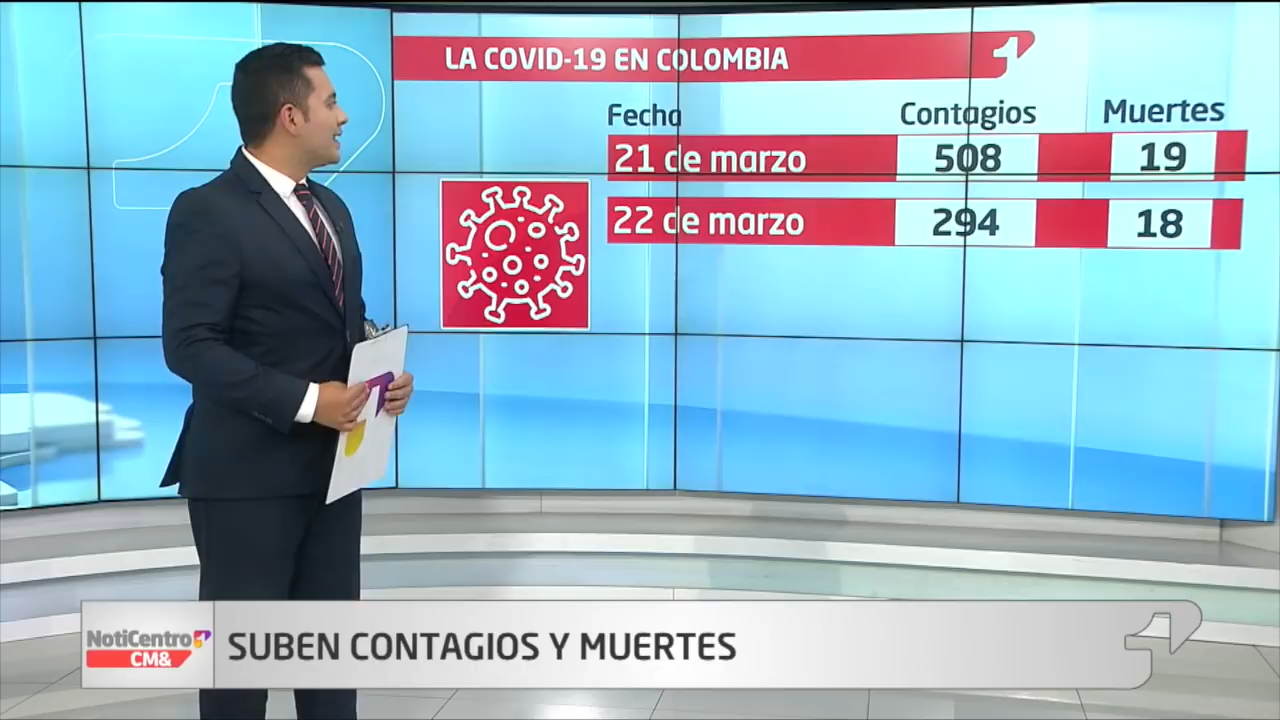 LA COVID-19 EN COLOMBIA
Fecha Contagios Muertes
21 de marzo 508 19
22 de marzo 294 18
NotiCentro 1
CM&
SUBEN CONTAGIOS Y MUERTES